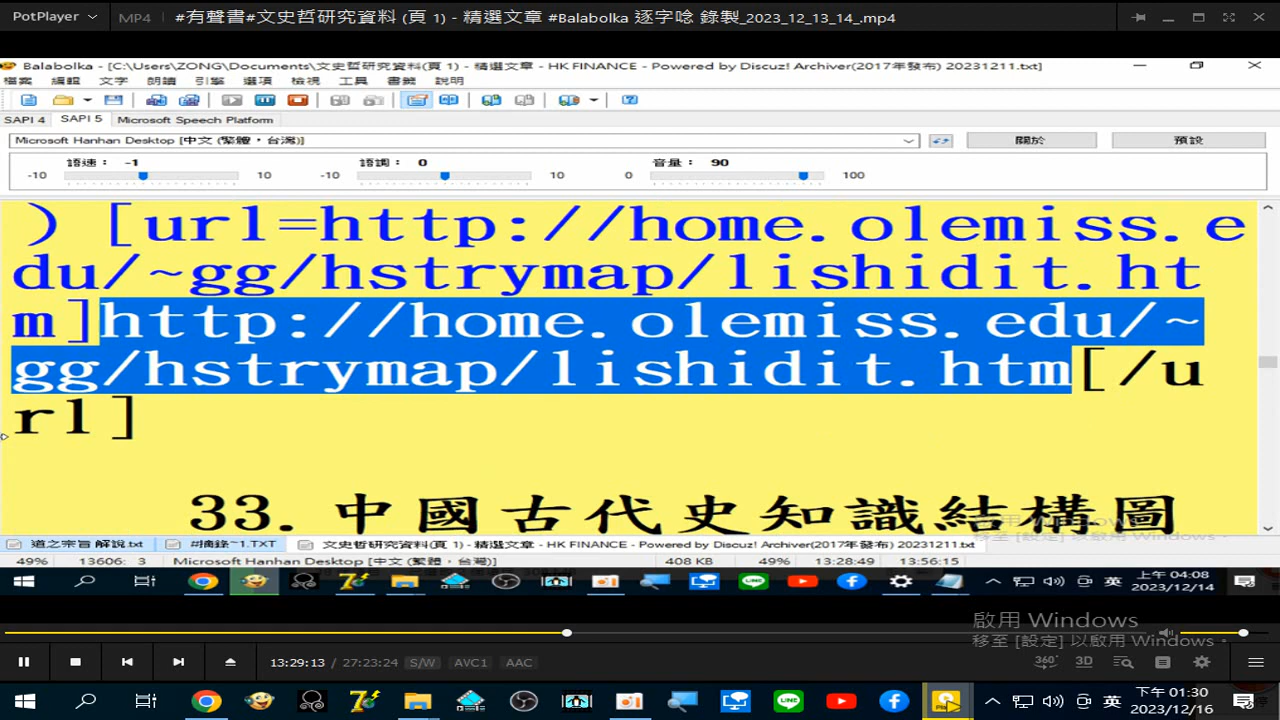 PotPlayer MP4 #有聲書#文史哲研究資料 (頁 1) - 精選文章 #Balabolka 逐字唸 錄製_2023_12_13_14_.mp4
Balabolka - [C:\Users\ZONG\Documents\文史哲研究資料(頁 1) - 精選文章 - HK FINANCE - Powered by Discuz! Archiver(2017年發布) 20231211.txt]
檔案 編輯 文字 朗讀 引擎 選項 檢視 工具 書籤 說明
SAPI 4 SAPI 5 Microsoft Speech Platform
Microsoft Hanhan Desktop [中文 (繁體，台灣)] 關於 預設
語速： -1 語調： 0 音量： 90
-10 10 -10 10 0 100
) [url=http://home.olemiss.e
du/~gg/hstrymap/lishidit.ht
m]http://home.olemiss.edu/~
gg/hstrymap/lishidit.htm[/u
rl]
33. 中國古代史知識結構圖
啟用 Windows
移至 [設定] 以啟用 Windows。
道之宗旨 解說.txt #摘錄~1.TXT 文史哲研究資料(頁 1) - 精選文章 - HK FINANCE - Powered by Discuz! Archiver(2017年發布) 20231211.txt
49% 13606: 3 Microsoft Hanhan Desktop [中文 (繁體，台灣)] 408 KB 49% 13:28:49 13:56:15
英 上午 04:08
2023/12/14
啟用 Windows
移至 [設定] 以啟用 Windows。
13:29:13 / 27:23:24 S/W AVC1 AAC 360° 3D
英 下午 01:30
2023/12/16